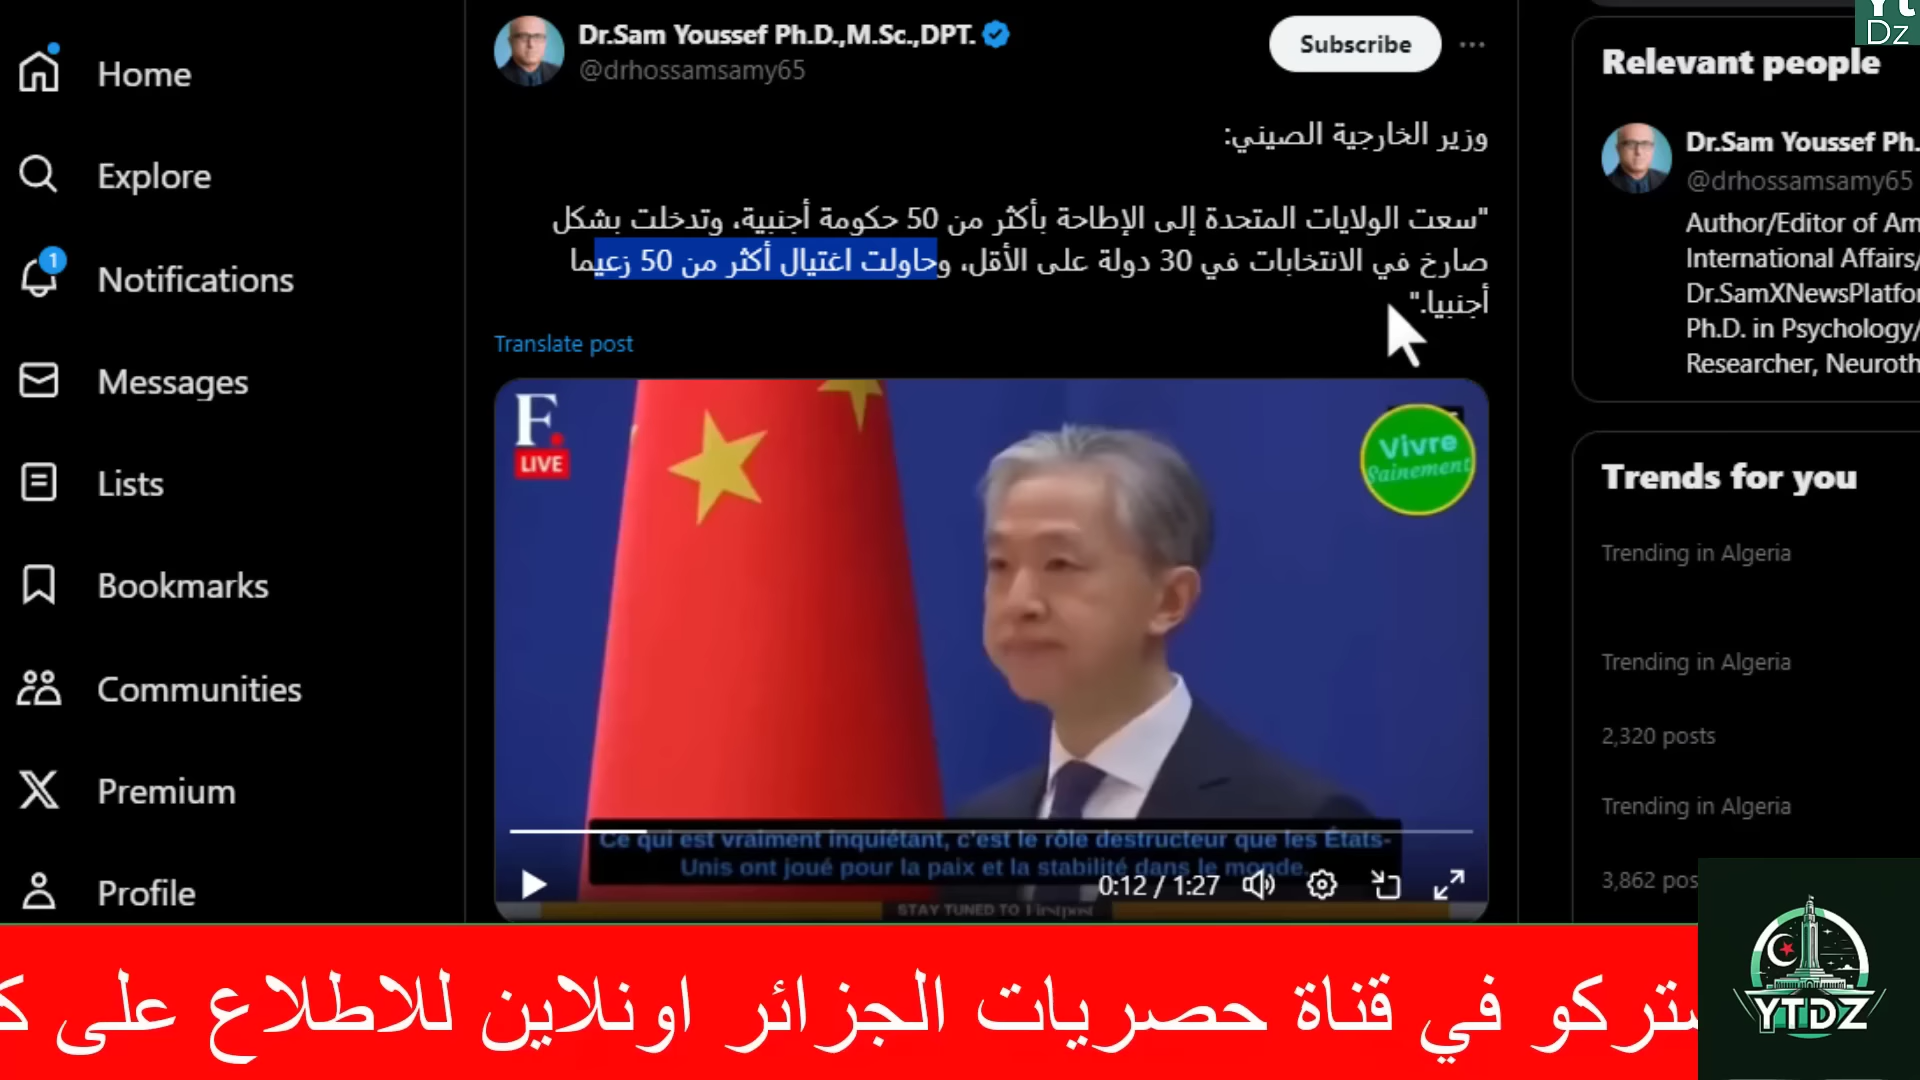 Home
Explore
1
Notifications
Messages
Lists
Bookmarks
Communities
Premium
Profile
Dr.Sam Youssef Ph.D.,M.Sc.,DPT.
@drhossamsamy65
Subscribe
وزير الخارجية الصيني:
"سعت الولايات المتحدة إلى الإطاحة بأكثر من 50 حكومة أجنبية، وتدخلت بشكل
صارخ في الانتخابات في 30 دولة على الأقل، وحاولت اغتيال أكثر من 50 زعيما
أجنبيا."
Translate post
F.
LIVE
Vivre
Sainement
Ce qui est vraiment inquiétant, c'est le rôle destructeur que les États-
Unis ont joué pour la paix et la stabilité dans le monde.
0:12 / 1:27
STAY TUNED TO Firstpost
Yt
Dz
Relevant people
Dr.Sam Youssef Ph.
@drhossamsamy65
Author/Editor of Am
International Affairs/
Dr.SamXNewsPlatfor
Ph.D. in Psychology/
Researcher, Neuroth
Trends for you
Trending in Algeria
Trending in Algeria
2,320 posts
Trending in Algeria
3,862 pos
ستركو في قناة حصريات الجزائر اونلاين للاطلاع على ك
YTDZ